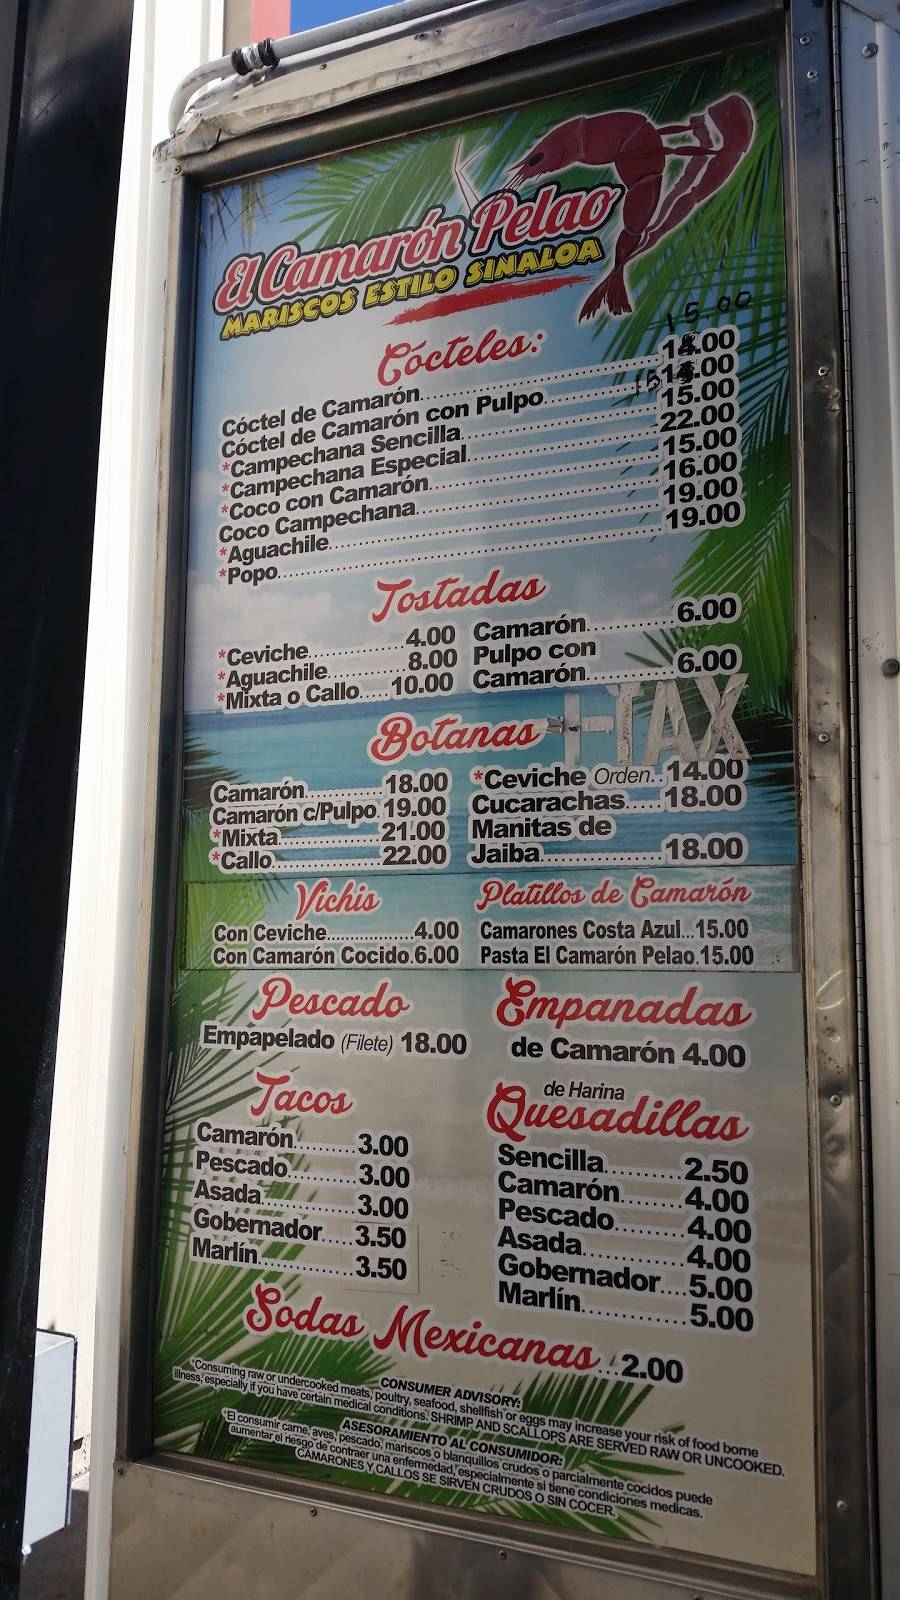 El Camarón Pelao
MARISCOS ESTILO SINALOA
15.00
Cócteles:
Cóctel de Camarón..........14.00
Cóctel de Camarón con Pulpo..........15 14.00
*Campechana Sencilla..........15.00
*Campechana Especial..........22.00
*Coco con Camarón..........15.00
Coco Campechana..........16.00
*Aguachile..........19.00
*Popo..........19.00
Tostadas
*Ceviche..........4.00
*Aguachile..........8.00
*Mixta o Callo.....10.00
Camarón..........6.00
Pulpo con
Camarón..........6.00
+TAX
Botanas
Camarón..........18.00
Camarón c/Pulpo.19.00
*Mixta..........21.00
*Callo..........22.00
*Ceviche Orden..14.00
Cucarachas.....18.00
Manitas de
Jaiba..........18.00
Vichis
Con Ceviche..........4.00
Con Camarón Cocido.6.00
Platillos de Camarón
Camarones Costa Azul...15.00
Pasta El Camarón Pelao.15.00
Pescado
Empapelado (Filete) 18.00
Empanadas
de Camarón 4.00
Tacos
Camarón..........3.00
Pescado..........3.00
Asada..........3.00
Gobernador....3.50
Marlín..........3.50
de Harina
Quesadillas
Sencilla..........2.50
Camarón.......4.00
Pescado........4.00
Asada..........4.00
Gobernador....5.00
Marlín..........5.00
Sodas Mexicanas...2.00
CONSUMER ADVISORY:
*Consuming raw or undercooked meats, poultry, seafood, shellfish or eggs may increase your risk of food borne
illness, especially if you have certain medical conditions. SHRIMP AND SCALLOPS ARE SERVED RAW OR UNCOOKED.
ASESORAMIENTO AL CONSUMIDOR:
*El consumir carne, aves, pescado, mariscos o blanquillos crudos o parcialmente cocidos puede
aumentar el riesgo de contraer una enfermedad, especialmente si tiene condiciones medicas.
CAMARONES Y CALLOS SE SIRVEN CRUDOS O SIN COCER.